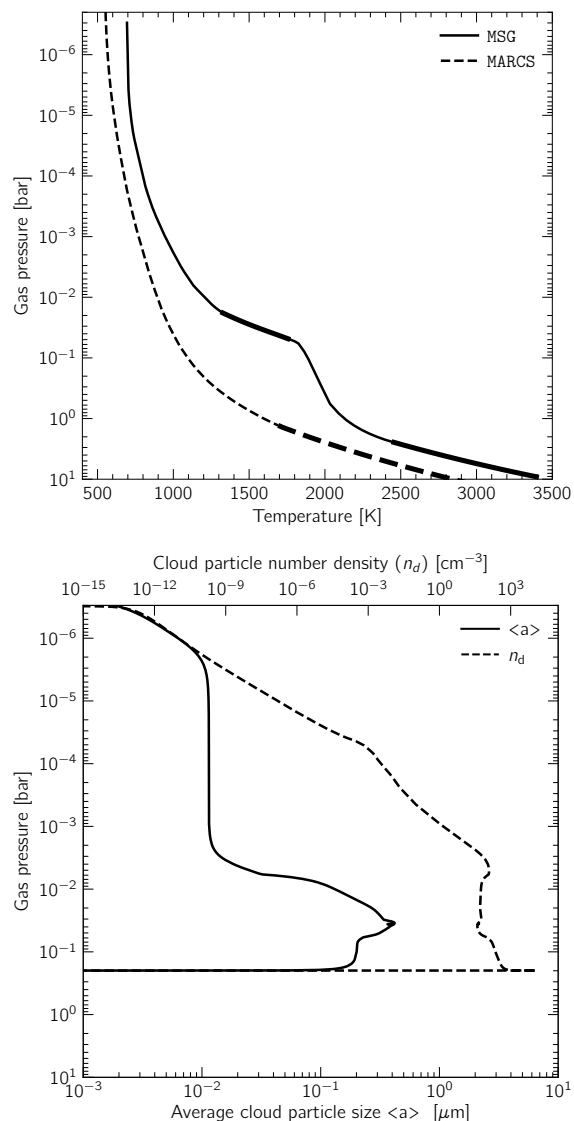 MSG
MARCS
Gas pressure [bar]
10⁻⁶
10⁻⁵
10⁻⁴
10⁻³
10⁻²
10⁻¹
10⁰
10¹
500 1000 1500 2000 2500 3000 3500
Temperature [K]
Cloud particle number density (n_d) [cm⁻³]
10⁻¹⁵ 10⁻¹² 10⁻⁹ 10⁻⁶ 10⁻³ 10⁰ 10³
<a>
n_d
Gas pressure [bar]
10⁻⁶
10⁻⁵
10⁻⁴
10⁻³
10⁻²
10⁻¹
10⁰
10¹
10⁻³ 10⁻² 10⁻¹ 10⁰ 10¹
Average cloud particle size <a> [μm]